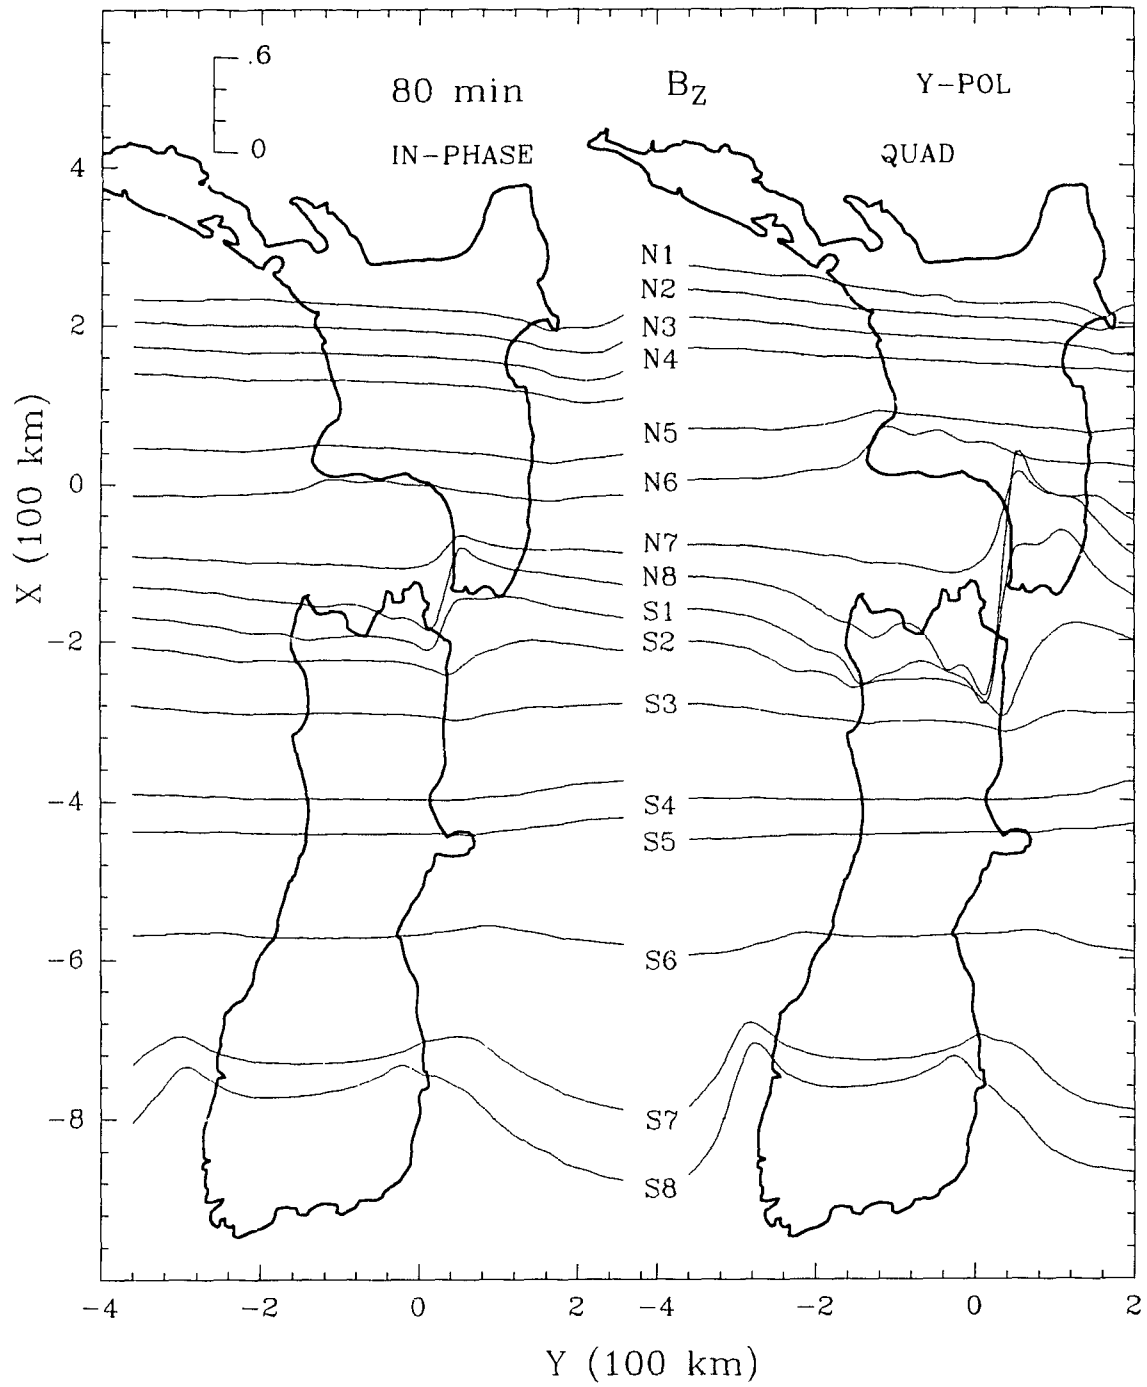 .6
80 min
B_Z
Y-POL
0
IN-PHASE
QUAD
4
N1
N2
2
N3
N4
N5
0
N6
N7
N8
S1
−2
S2
S3
−4
S4
S5
−6
S6
−8
S7
S8
X (100 km)
−4 −2 0 2 −4 −2 0 2
Y (100 km)